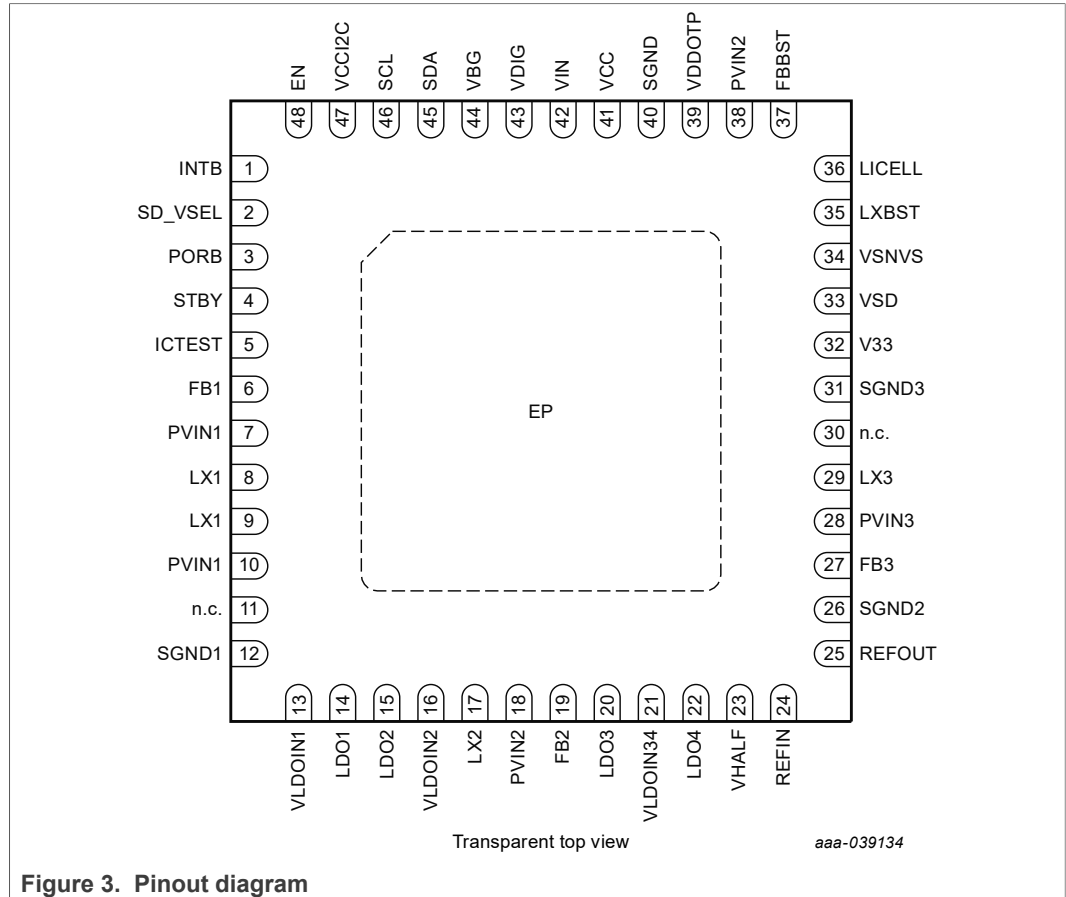 EN
VCCI2C
SCL
SDA
VBG
VDIG
VIN
VCC
SGND
VDDOTP
PVIN2
FBBST
48
47
46
45
44
43
42
41
40
39
38
37
INTB 1
SD_VSEL 2
PORB 3
STBY 4
ICTEST 5
FB1 6
PVIN1 7
LX1 8
LX1 9
PVIN1 10
n.c. 11
SGND1 12
EP
36 LICELL
35 LXBST
34 VSNVS
33 VSD
32 V33
31 SGND3
30 n.c.
29 LX3
28 PVIN3
27 FB3
26 SGND2
25 REFOUT
13
14
15
16
17
18
19
20
21
22
23
24
VLDOIN1
LDO1
LDO2
VLDOIN2
LX2
PVIN2
FB2
LDO3
VLDOIN34
LDO4
VHALF
REFIN
Transparent top view
aaa-039134
Figure 3. Pinout diagram